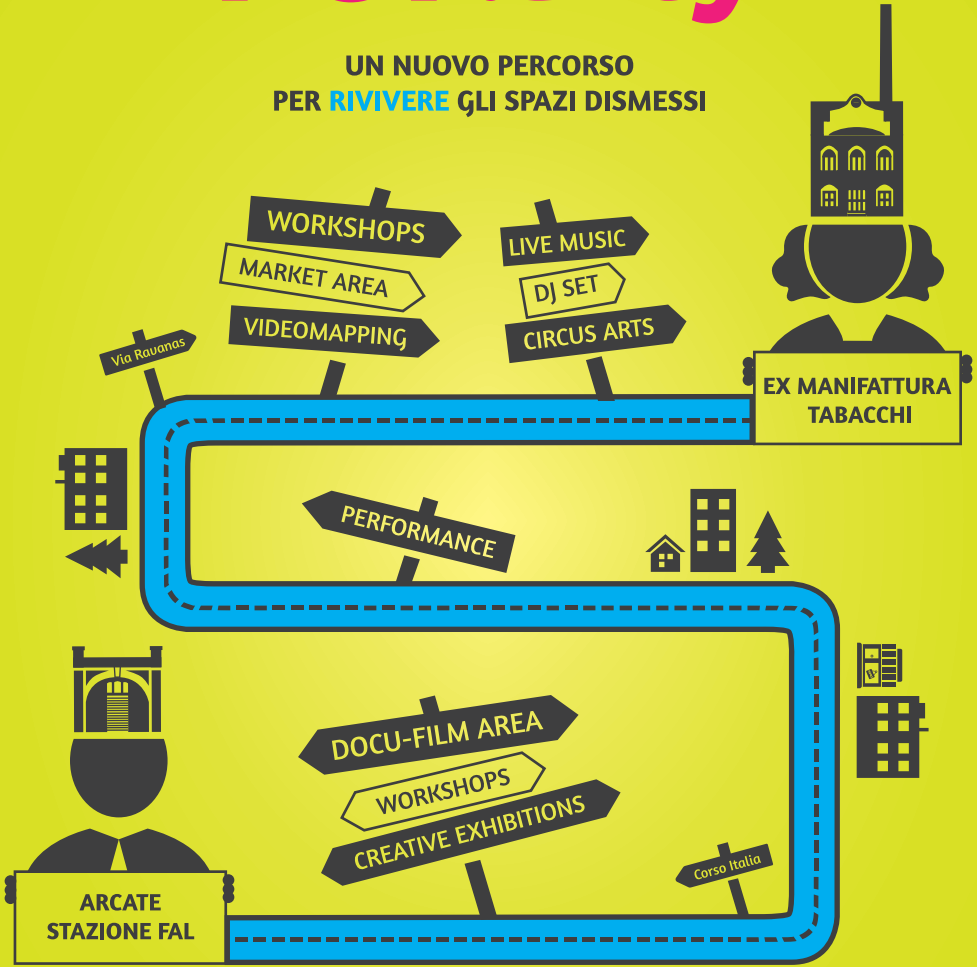 UN NUOVO PERCORSO
PER RIVIVERE GLI SPAZI DISMESSI
WORKSHOPS
MARKET AREA
VIDEOMAPPING
LIVE MUSIC
DJ SET
CIRCUS ARTS
Via Ravanas
EX MANIFATTURA
TABACCHI
PERFORMANCE
DOCU-FILM AREA
WORKSHOPS
CREATIVE EXHIBITIONS
Corso Italia
ARCATE
STAZIONE FAL